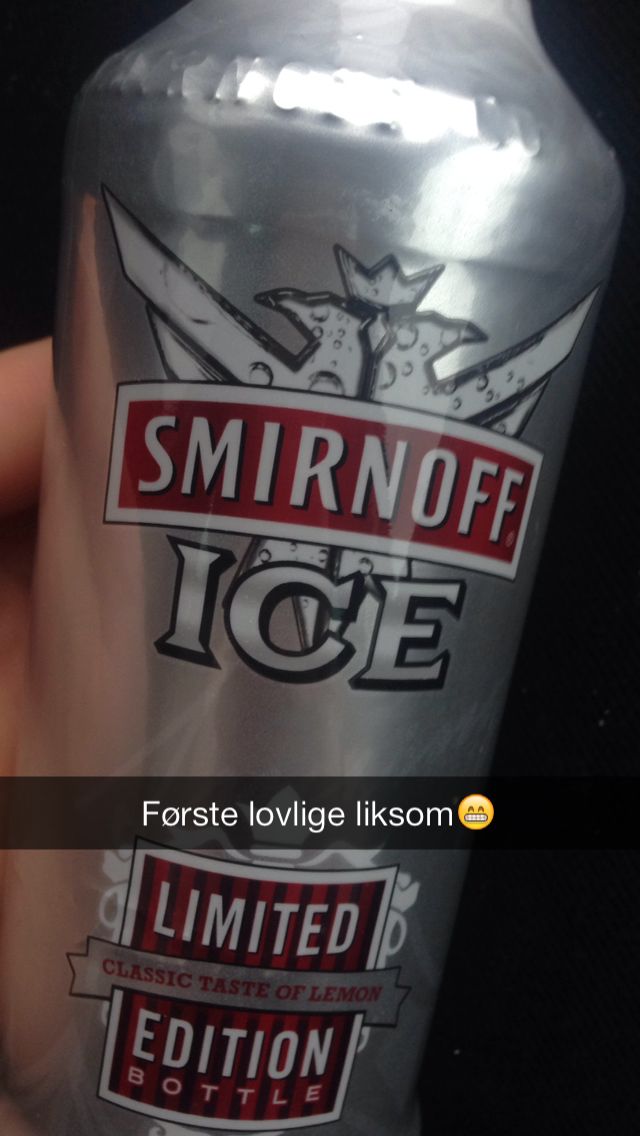 SMIRNOFF
ICE
Første lovlige liksom😁
LIMITED
CLASSIC TASTE OF LEMON
EDITION
BOTTLE